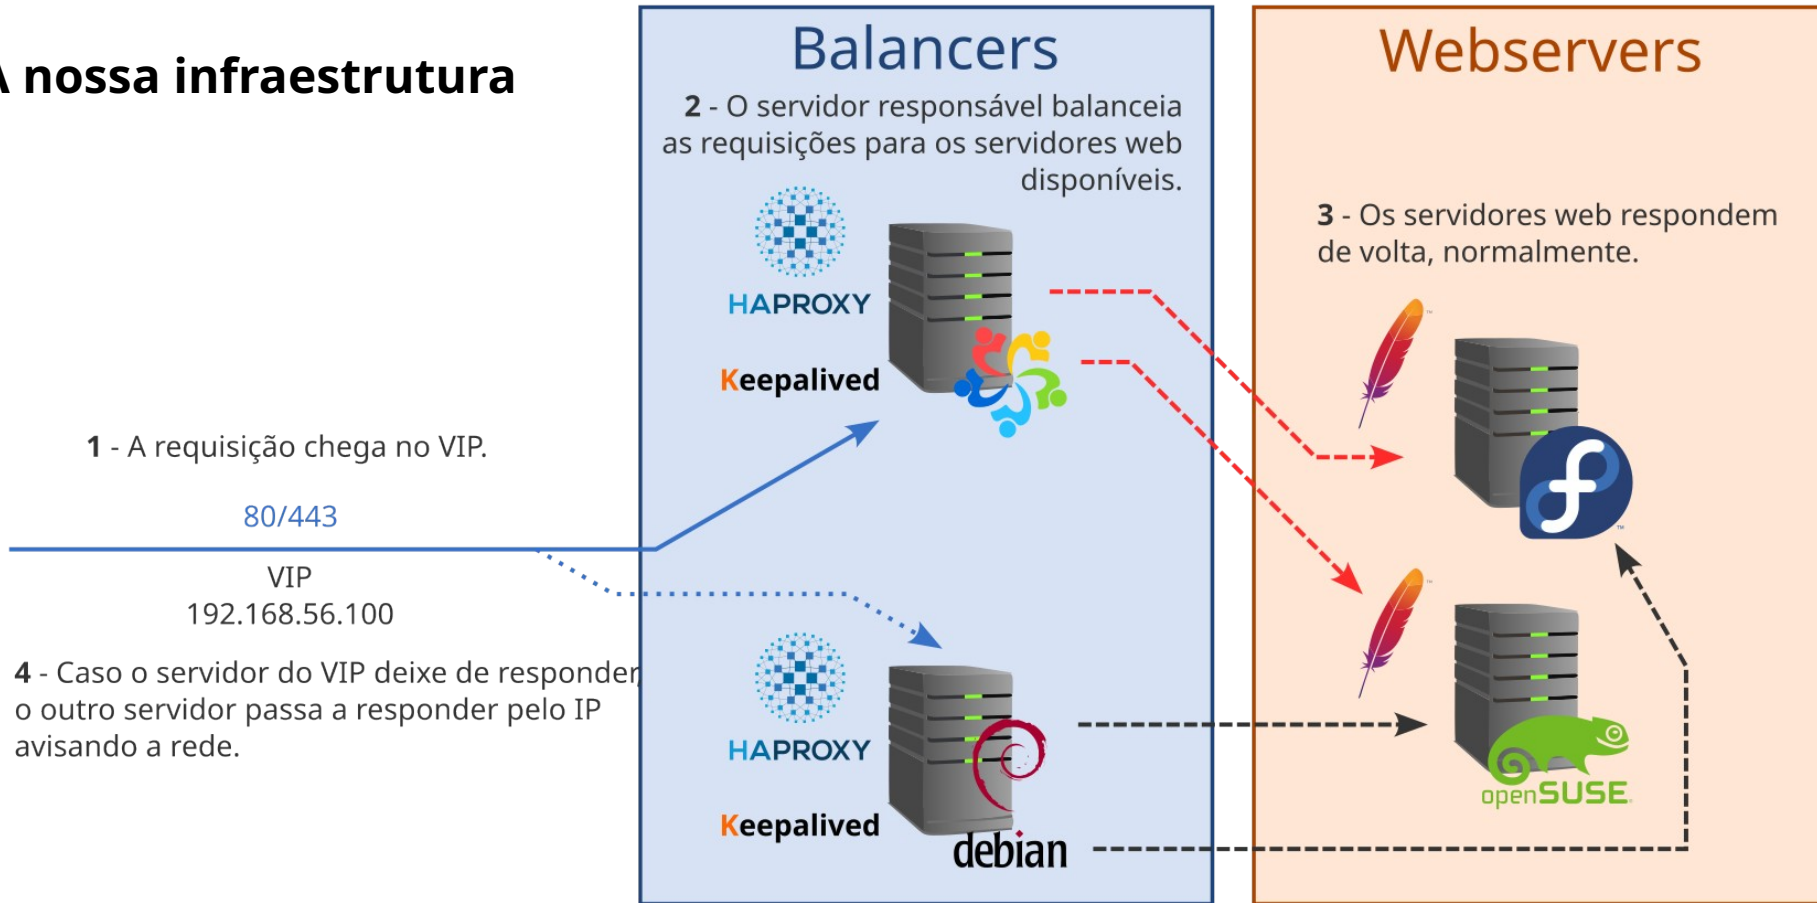 A nossa infraestrutura
Balancers
2 - O servidor responsável balanceia
as requisições para os servidores web
disponíveis.
HAPROXY
Keepalived
Webservers
3 - Os servidores web respondem
de volta, normalmente.
1 - A requisição chega no VIP.
80/443
VIP
192.168.56.100
4 - Caso o servidor do VIP deixe de responder,
o outro servidor passa a responder pelo IP
avisando a rede.
HAPROXY
Keepalived
debian
openSUSE